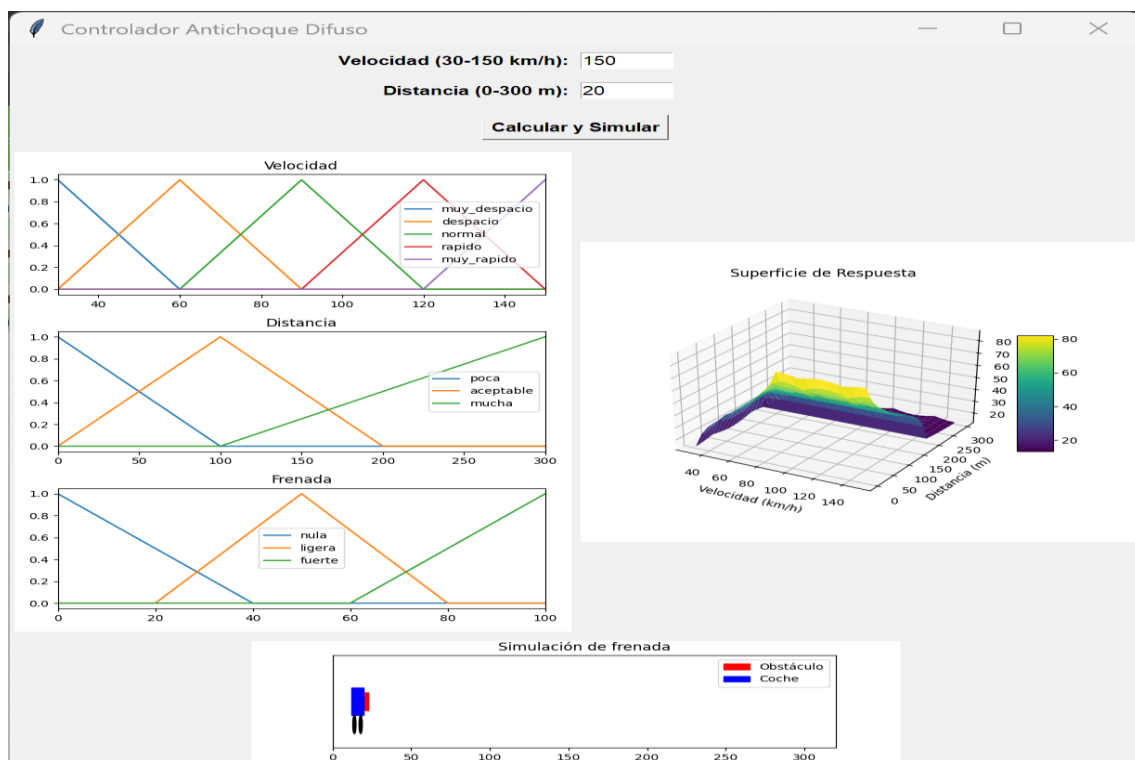 Controlador Antichoque Difuso
Velocidad (30-150 km/h): 150
Distancia (0-300 m): 20
Calcular y Simular
Velocidad
1.0
0.8
0.6
0.4
0.2
0.0
muy_despacio
despacio
normal
rapido
muy_rapido
40 60 80 100 120 140
Distancia
1.0
0.8
0.6
0.4
0.2
0.0
poca
aceptable
mucha
0 50 100 150 200 250 300
Frenada
1.0
0.8
0.6
0.4
0.2
0.0
nula
ligera
fuerte
0 20 40 60 80 100
Superficie de Respuesta
80
70
60
50
40
30
20
300
250
200
150
100
50
0
Distancia (m)
40 60 80 100 120 140
Velocidad (km/h)
80
60
40
20
Simulación de frenada
Obstáculo
Coche
0 50 100 150 200 250 300